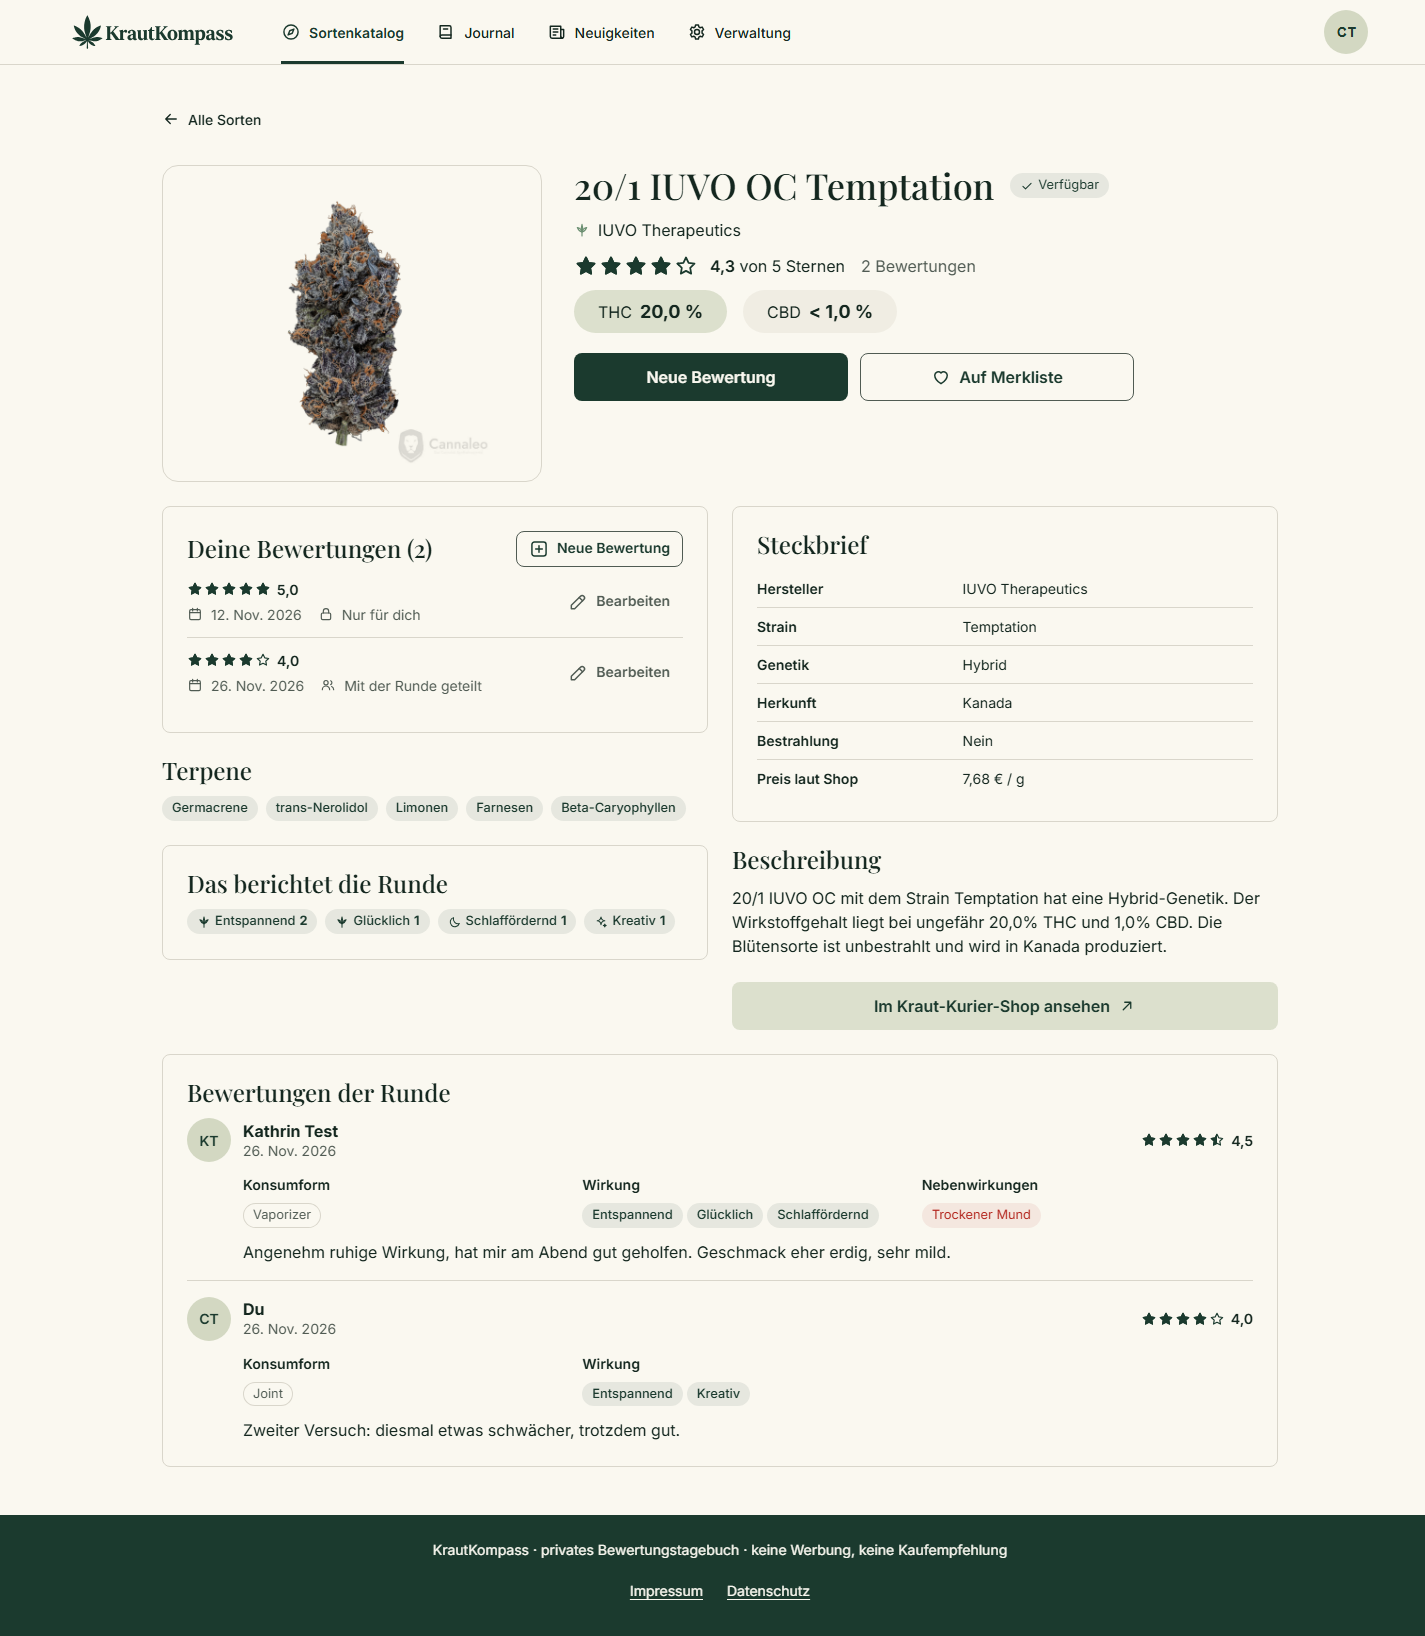 KrautKompass
Sortenkatalog
Journal
Neuigkeiten
Verwaltung
CT
Alle Sorten
Cannaleo
20/1 IUVO OC Temptation
Verfügbar
IUVO Therapeutics
4,3 von 5 Sternen 2 Bewertungen
THC 20,0 %
CBD < 1,0 %
Neue Bewertung
Auf Merkliste
Deine Bewertungen (2)
Neue Bewertung
5,0
12. Nov. 2026 Nur für dich
Bearbeiten
4,0
26. Nov. 2026 Mit der Runde geteilt
Bearbeiten
Terpene
Germacrene trans-Nerolidol Limonen Farnesen Beta-Caryophyllen
Das berichtet die Runde
Entspannend 2 Glücklich 1 Schlaffördernd 1 Kreativ 1
Steckbrief
Hersteller IUVO Therapeutics
Strain Temptation
Genetik Hybrid
Herkunft Kanada
Bestrahlung Nein
Preis laut Shop 7,68 € / g
Beschreibung
20/1 IUVO OC mit dem Strain Temptation hat eine Hybrid-Genetik. Der
Wirkstoffgehalt liegt bei ungefähr 20,0% THC und 1,0% CBD. Die
Blütensorte ist unbestrahlt und wird in Kanada produziert.
Im Kraut-Kurier-Shop ansehen
Bewertungen der Runde
KT
Kathrin Test
26. Nov. 2026
4,5
Konsumform Wirkung Nebenwirkungen
Vaporizer Entspannend Glücklich Schlaffördernd Trockener Mund
Angenehm ruhige Wirkung, hat mir am Abend gut geholfen. Geschmack eher erdig, sehr mild.
CT
Du
26. Nov. 2026
4,0
Konsumform Wirkung
Joint Entspannend Kreativ
Zweiter Versuch: diesmal etwas schwächer, trotzdem gut.
KrautKompass · privates Bewertungstagebuch · keine Werbung, keine Kaufempfehlung
Impressum Datenschutz